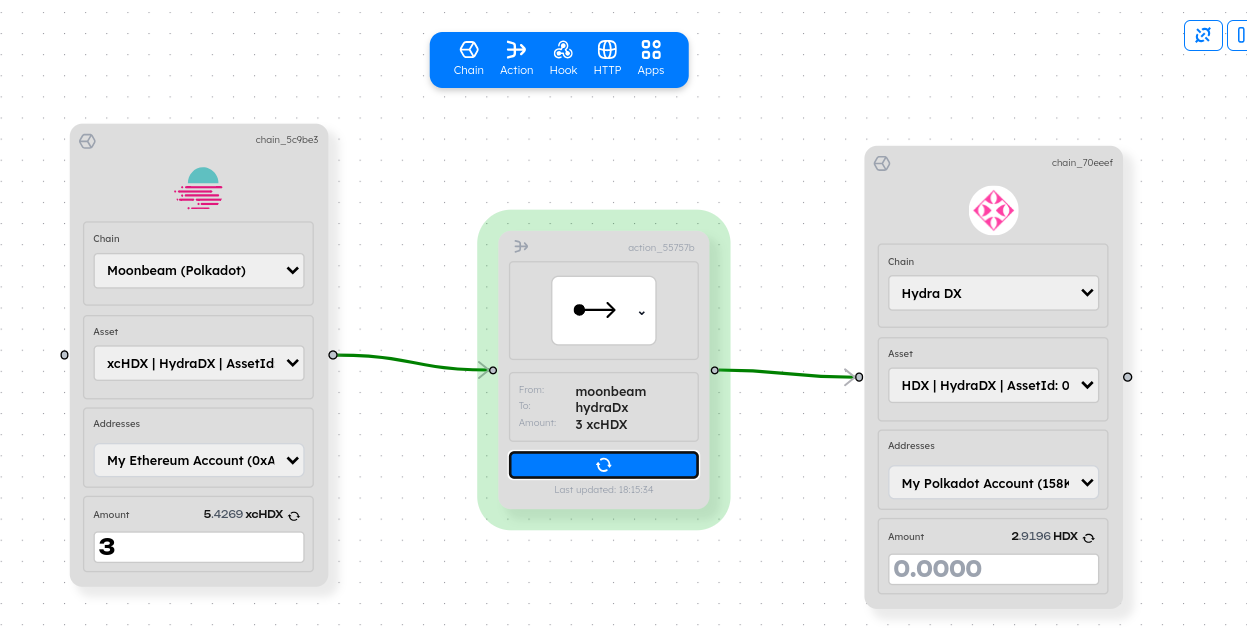 Chain Action Hook HTTP Apps
chain_5c9be3
Chain
Moonbeam (Polkadot)
Asset
xcHDX | HydraDX | AssetId
Addresses
My Ethereum Account (0xA
Amount 5.4269 xcHDX
3
action_55757b
From: moonbeam
To: hydraDx
Amount: 3 xcHDX
Last updated: 18:15:34
chain_70eeef
Chain
Hydra DX
Asset
HDX | HydraDX | AssetId: 0
Addresses
My Polkadot Account (158K
Amount 2.9196 HDX
0.0000